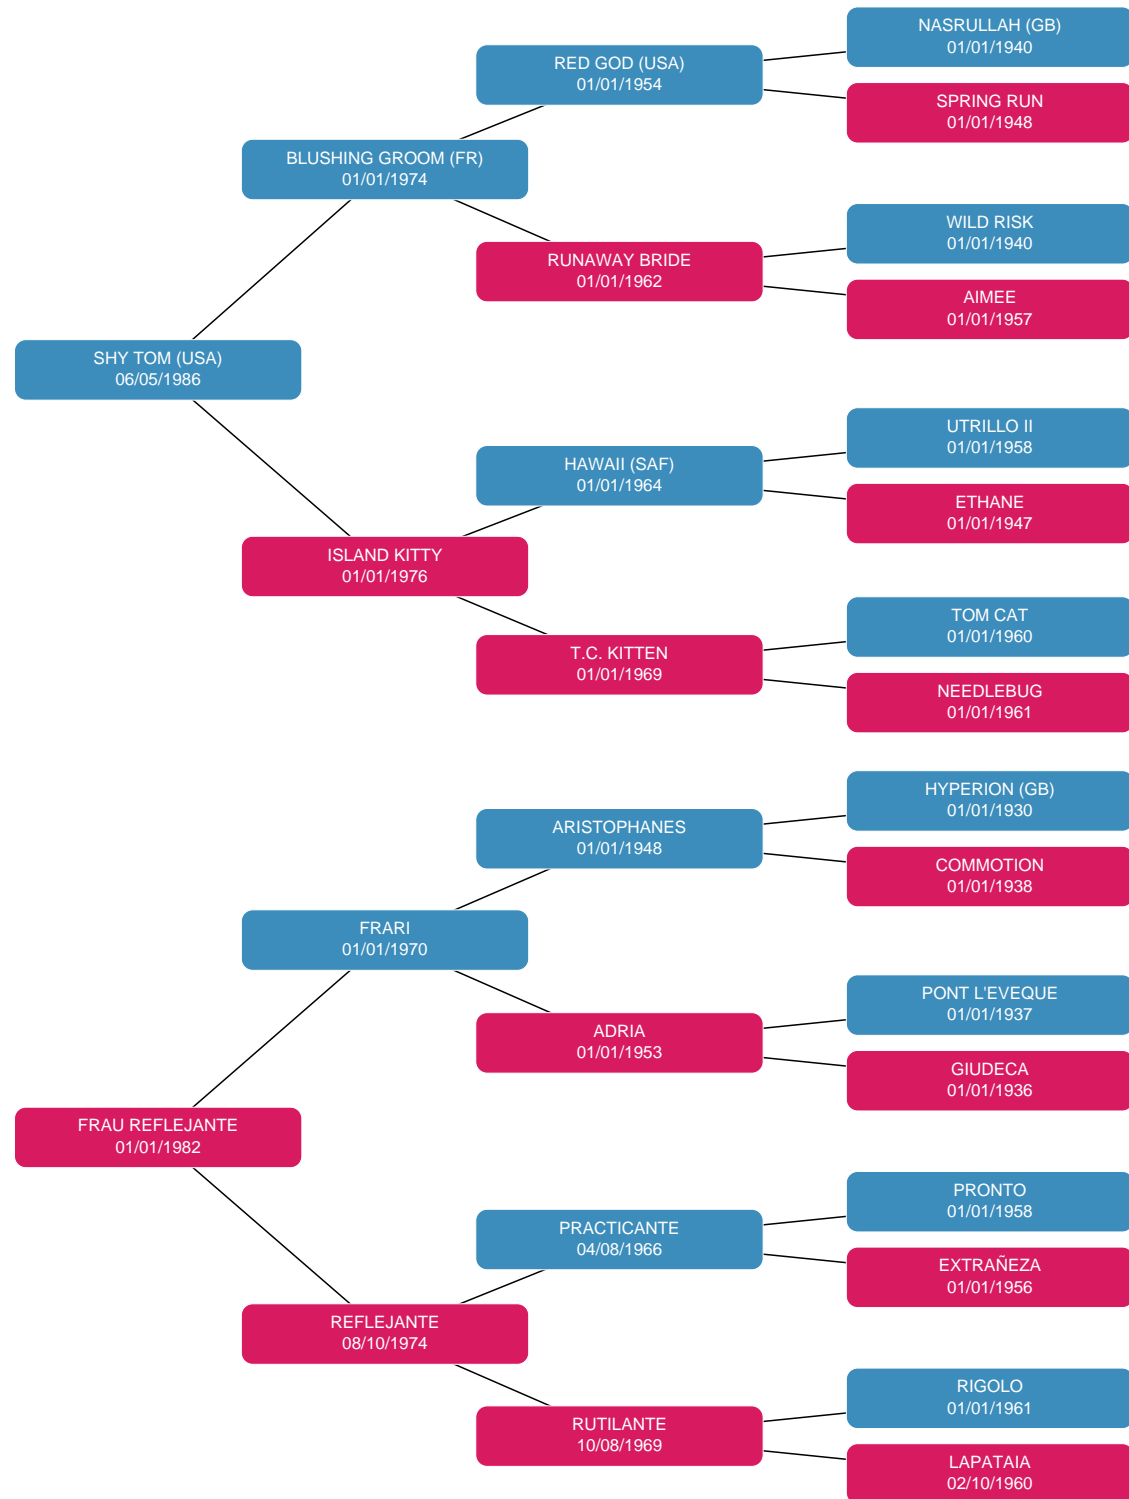 NASRULLAH (GB)
01/01/1940
RED GOD (USA)
01/01/1954
SPRING RUN
01/01/1948
BLUSHING GROOM (FR)
01/01/1974
WILD RISK
01/01/1940
RUNAWAY BRIDE
01/01/1962
AIMEE
01/01/1957
SHY TOM (USA)
06/05/1986
UTRILLO II
01/01/1958
HAWAII (SAF)
01/01/1964
ETHANE
01/01/1947
ISLAND KITTY
01/01/1976
TOM CAT
01/01/1960
T.C. KITTEN
01/01/1969
NEEDLEBUG
01/01/1961
HYPERION (GB)
01/01/1930
ARISTOPHANES
01/01/1948
COMMOTION
01/01/1938
FRARI
01/01/1970
PONT L'EVEQUE
01/01/1937
ADRIA
01/01/1953
GIUDECA
01/01/1936
FRAU REFLEJANTE
01/01/1982
PRONTO
01/01/1958
PRACTICANTE
04/08/1966
EXTRAÑEZA
01/01/1956
REFLEJANTE
08/10/1974
RIGOLO
01/01/1961
RUTILANTE
10/08/1969
LAPATAIA
02/10/1960